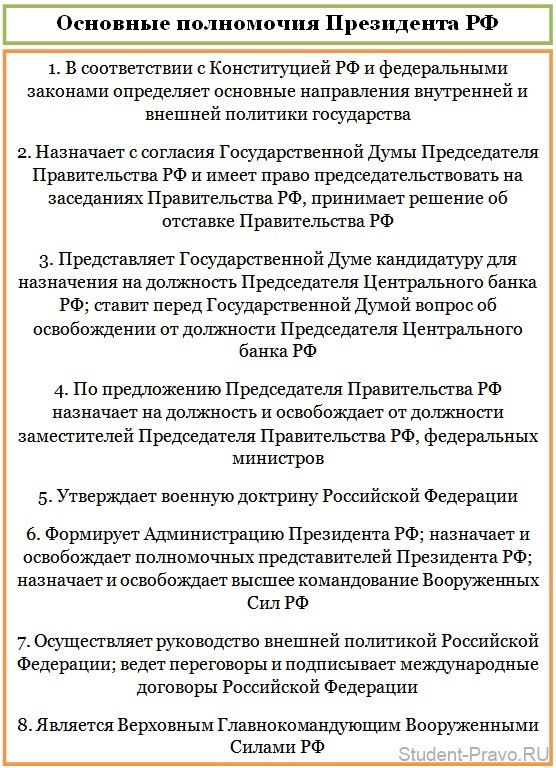 Основные полномочия Президента РФ
1. В соответствии с Конституцией РФ и федеральными
законами определяет основные направления внутренней и
внешней политики государства
2. Назначает с согласия Государственной Думы Председателя
Правительства РФ и имеет право председательствовать на
заседаниях Правительства РФ, принимает решение об
отставке Правительства РФ
3. Представляет Государственной Думе кандидатуру для
назначения на должность Председателя Центрального банка
РФ; ставит перед Государственной Думой вопрос об
освобождении от должности Председателя Центрального
банка РФ
4. По предложению Председателя Правительства РФ
назначает на должность и освобождает от должности
заместителей Председателя Правительства РФ, федеральных
министров
5. Утверждает военную доктрину Российской Федерации
6. Формирует Администрацию Президента РФ; назначает и
освобождает полномочных представителей Президента РФ;
назначает и освобождает высшее командование Вооруженных
Сил РФ
7. Осуществляет руководство внешней политикой Российской
Федерации; ведет переговоры и подписывает международные
договоры Российской Федерации
8. Является Верховным Главнокомандующим Вооруженными
Силами РФ
Student-Pravo.RU